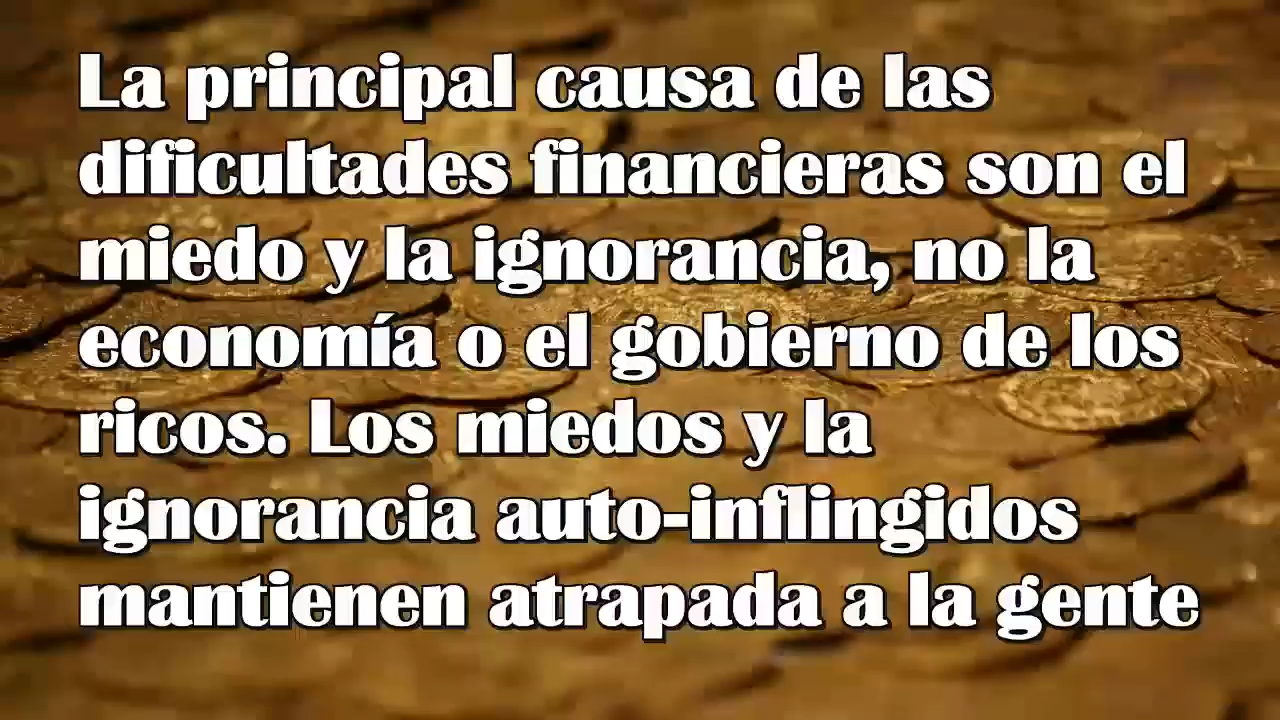 La principal causa de las
dificultades financieras son el
miedo y la ignorancia, no la
economía o el gobierno de los
ricos. Los miedos y la
ignorancia auto-inflingidos
mantienen atrapada a la gente